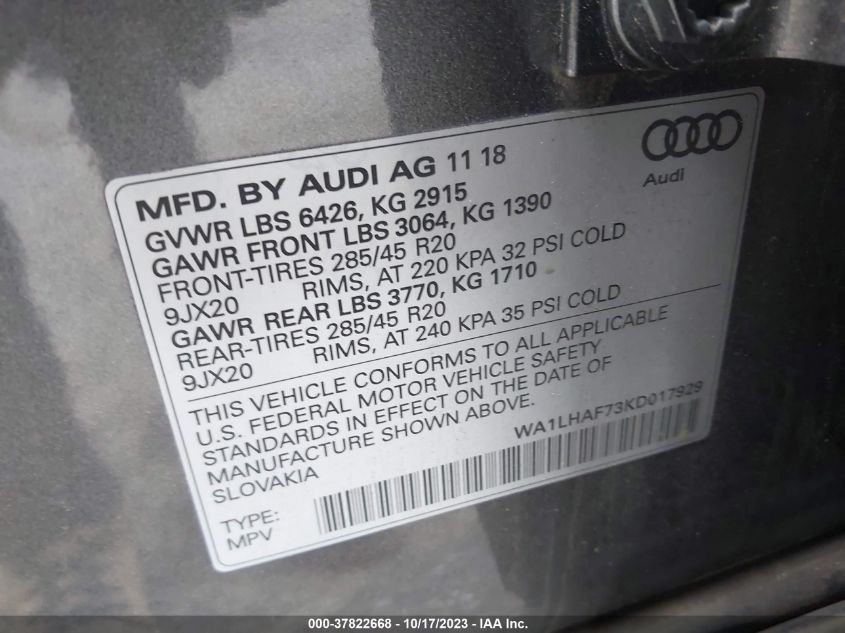 MFD. BY AUDI AG 11 18
Audi
GVWR LBS 6426, KG 2915
GAWR FRONT LBS 3064, KG 1390
FRONT-TIRES 285/45 R20
9JX20 RIMS, AT 220 KPA 32 PSI COLD
GAWR REAR LBS 3770, KG 1710
REAR-TIRES 285/45 R20
9JX20 RIMS, AT 240 KPA 35 PSI COLD
THIS VEHICLE CONFORMS TO ALL APPLICABLE
U.S. FEDERAL MOTOR VEHICLE SAFETY
STANDARDS IN EFFECT ON THE DATE OF
MANUFACTURE SHOWN ABOVE.
SLOVAKIA
WA1LHAF73KD017929
TYPE:
MPV
000-37822668 - 10/17/2023 - IAA Inc.